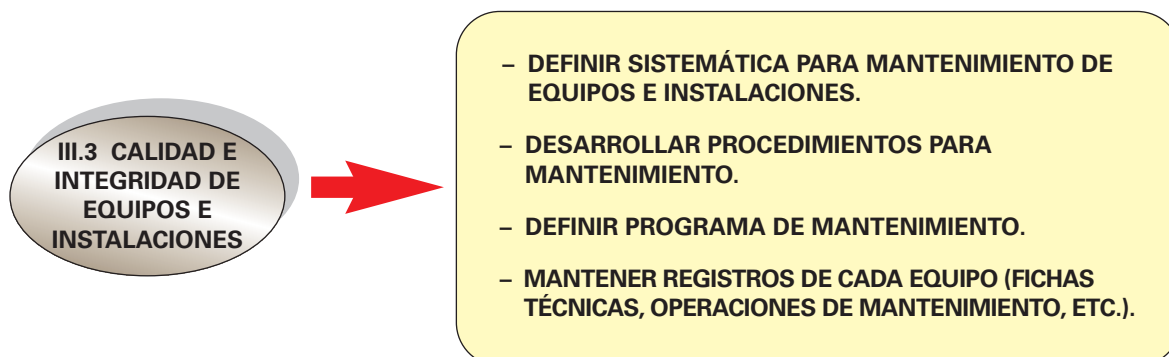 III.3 CALIDAD E
INTEGRIDAD DE
EQUIPOS E
INSTALACIONES
– DEFINIR SISTEMÁTICA PARA MANTENIMIENTO DE
EQUIPOS E INSTALACIONES.
– DESARROLLAR PROCEDIMIENTOS PARA
MANTENIMIENTO.
– DEFINIR PROGRAMA DE MANTENIMIENTO.
– MANTENER REGISTROS DE CADA EQUIPO (FICHAS
TÉCNICAS, OPERACIONES DE MANTENIMIENTO, ETC.).